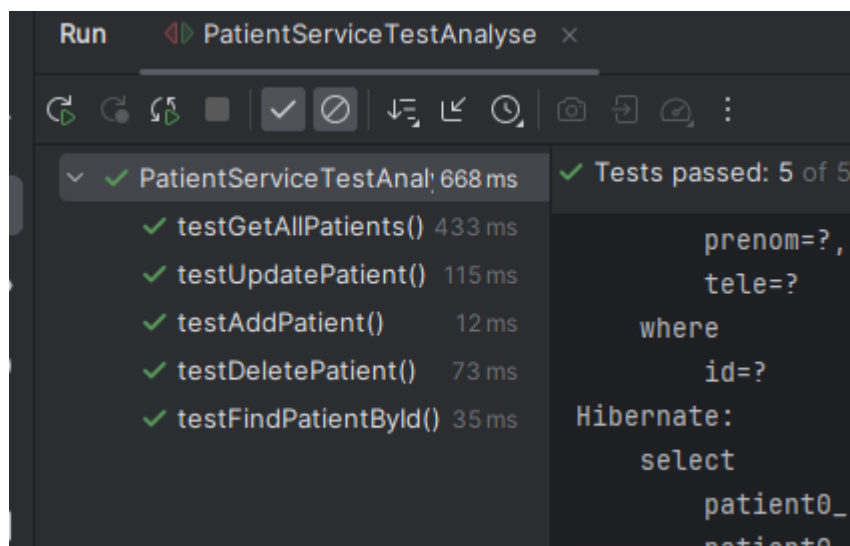 Run PatientServiceTestAnalyse
PatientServiceTestAnaly 668 ms
testGetAllPatients() 433 ms
testUpdatePatient() 115 ms
testAddPatient() 12 ms
testDeletePatient() 73 ms
testFindPatientById() 35 ms
Tests passed: 5 of 5
prenom=?,
tele=?
where
id=?
Hibernate:
select
patient0_